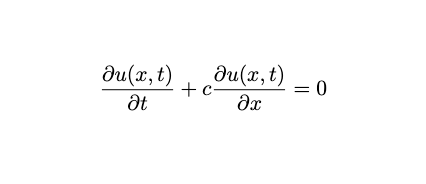 ∂u(x, t)/∂t + c ∂u(x, t)/∂x = 0